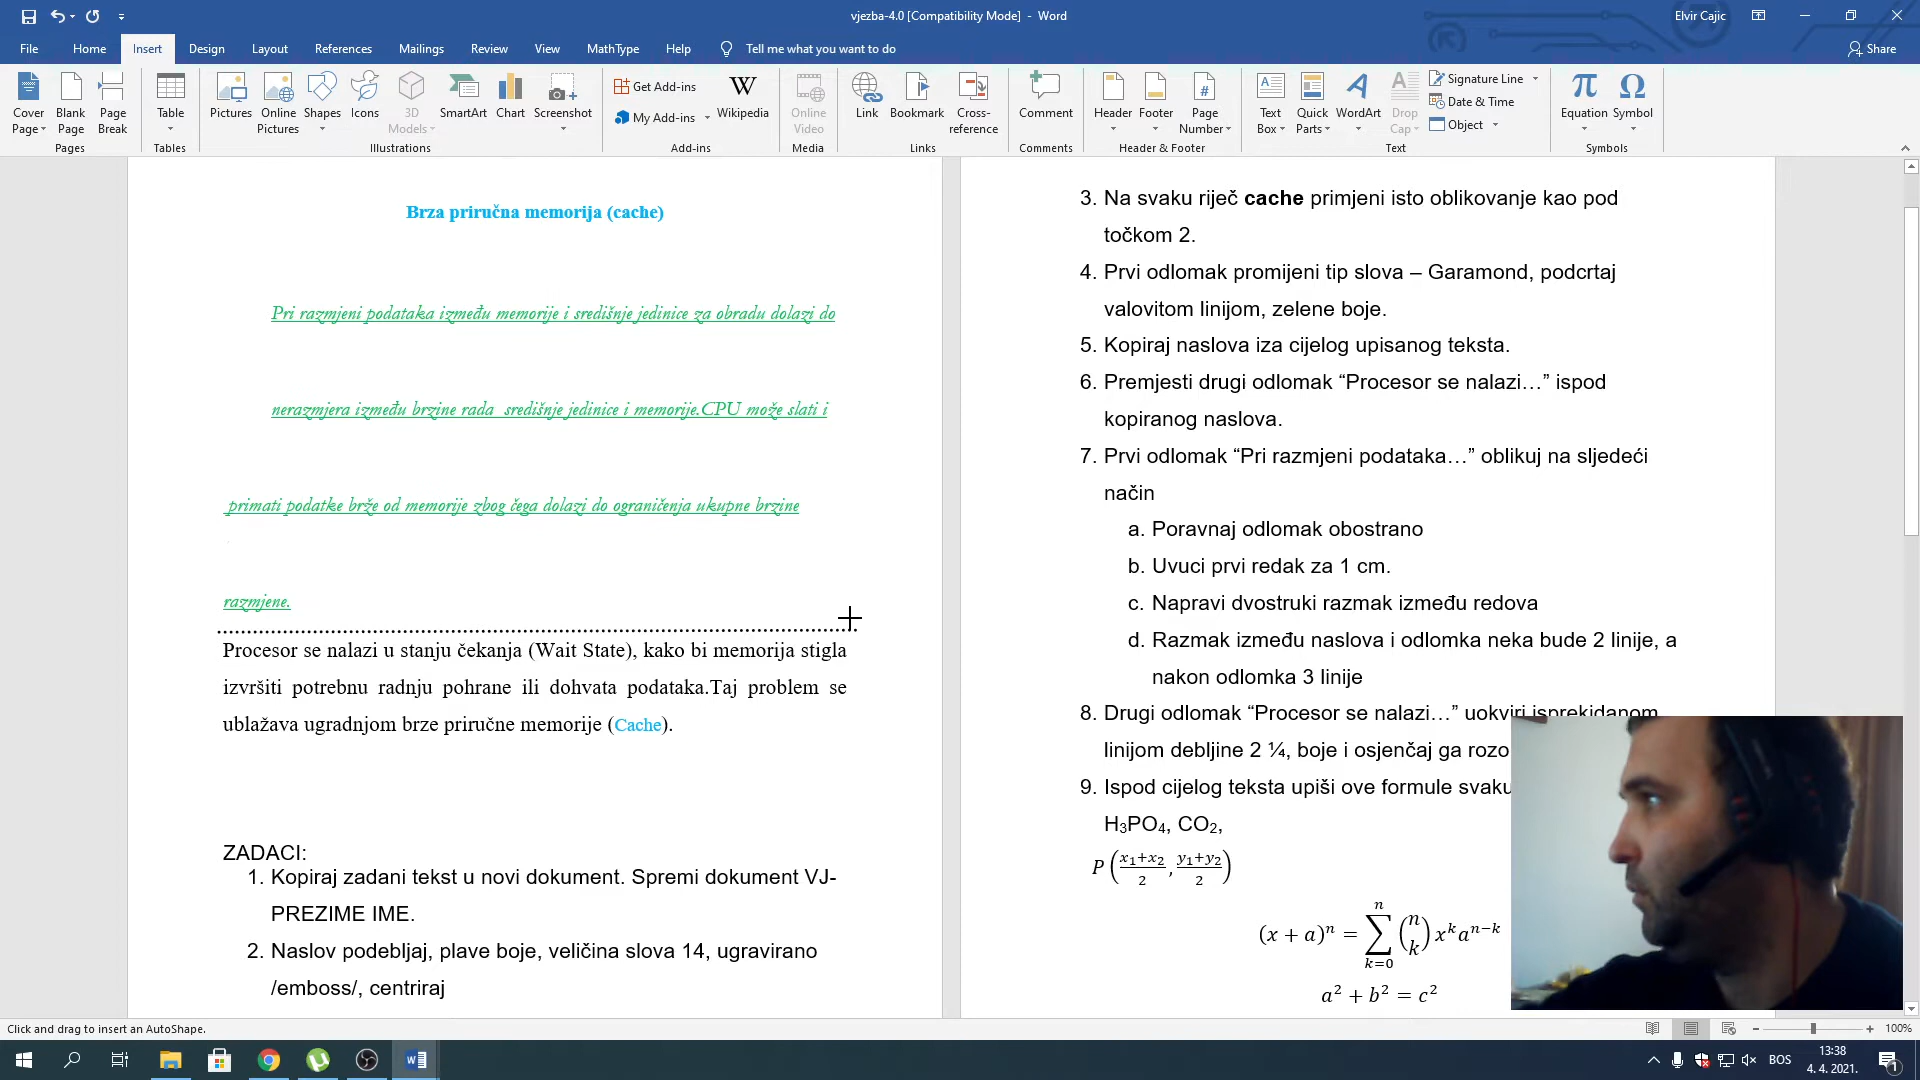 vjezba-4.0 [Compatibility Mode] - Word
Elvir Cajic
File Home Insert Design Layout References Mailings Review View MathType Help Tell me what you want to do Share
Cover Page
Blank Page
Page Break
Pages
Table
Tables
Pictures
Online Pictures
Shapes
Icons
3D Models
SmartArt
Chart
Screenshot
Illustrations
Get Add-ins
My Add-ins
Wikipedia
Add-ins
Online Video
Media
Link
Bookmark
Cross-reference
Links
Comment
Comments
Header
Footer
Page Number
Header & Footer
Text Box
Quick Parts
WordArt
Drop Cap
Signature Line
Date & Time
Object
Text
Equation
Symbol
Symbols
Brza priručna memorija (cache)
Pri razmjeni podataka između memorije i središnje jedinice za obradu dolazi do
nerazmjera između brzine rada središnje jedinice i memorije.CPU može slati i
primati podatke brže od memorije zbog čega dolazi do ograničenja ukupne brzine
razmjene.
Procesor se nalazi u stanju čekanja (Wait State), kako bi memorija stigla
izvršiti potrebnu radnju pohrane ili dohvata podataka.Taj problem se
ublažava ugradnjom brze priručne memorije (Cache).
ZADACI:
1. Kopiraj zadani tekst u novi dokument. Spremi dokument VJ-
PREZIME IME.
2. Naslov podebljaj, plave boje, veličina slova 14, ugravirano
/emboss/, centriraj
3. Na svaku riječ cache primjeni isto oblikovanje kao pod
točkom 2.
4. Prvi odlomak promijeni tip slova – Garamond, podcrtaj
valovitom linijom, zelene boje.
5. Kopiraj naslova iza cijelog upisanog teksta.
6. Premjesti drugi odlomak “Procesor se nalazi…” ispod
kopiranog naslova.
7. Prvi odlomak “Pri razmjeni podataka…” oblikuj na sljedeći
način
a. Poravnaj odlomak obostrano
b. Uvuci prvi redak za 1 cm.
c. Napravi dvostruki razmak između redova
d. Razmak između naslova i odlomka neka bude 2 linije, a
nakon odlomka 3 linije
8. Drugi odlomak “Procesor se nalazi…” uokviri isprekidanom
linijom debljine 2 ¼, boje i osjenčaj ga rozo
9. Ispod cijelog teksta upiši ove formule svaku
H₃PO₄, CO₂,
P (x₁+x₂/2, y₁+y₂/2)
(x + a)ⁿ = ∑ₖ₌₀ⁿ (n k) xᵏaⁿ⁻ᵏ
a² + b² = c²
Click and drag to insert an AutoShape.
100%
BOS
13:38
4. 4. 2021.
1